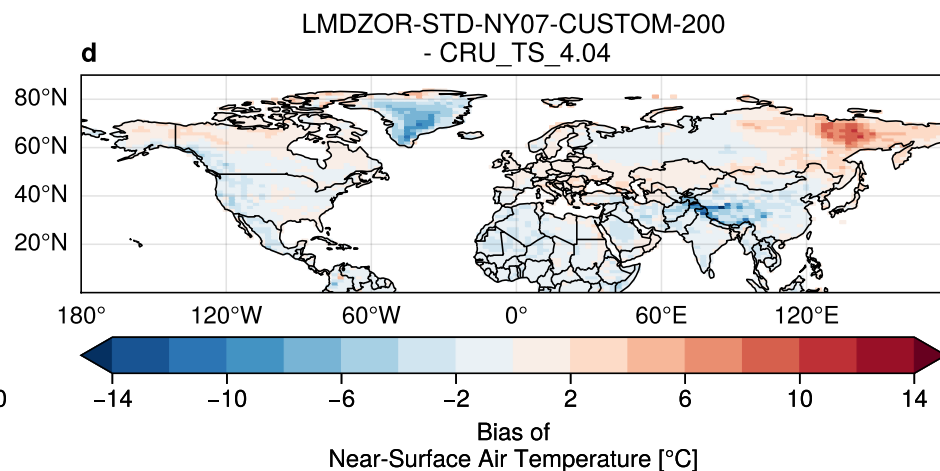 LMDZOR-STD-NY07-CUSTOM-200
d - CRU_TS_4.04
80°N
60°N
40°N
20°N
180° 120°W 60°W 0° 60°E 120°E
0 −14 −10 −6 −2 2 6 10 14
Bias of
Near-Surface Air Temperature [°C]